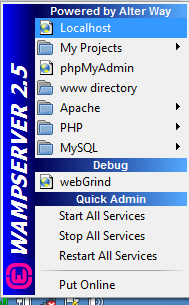 Powered by Alter Way
Localhost
My Projects
phpMyAdmin
www directory
Apache
PHP
MySQL
Debug
webGrind
Quick Admin
Start All Services
Stop All Services
Restart All Services
Put Online
WAMPSERVER 2.5